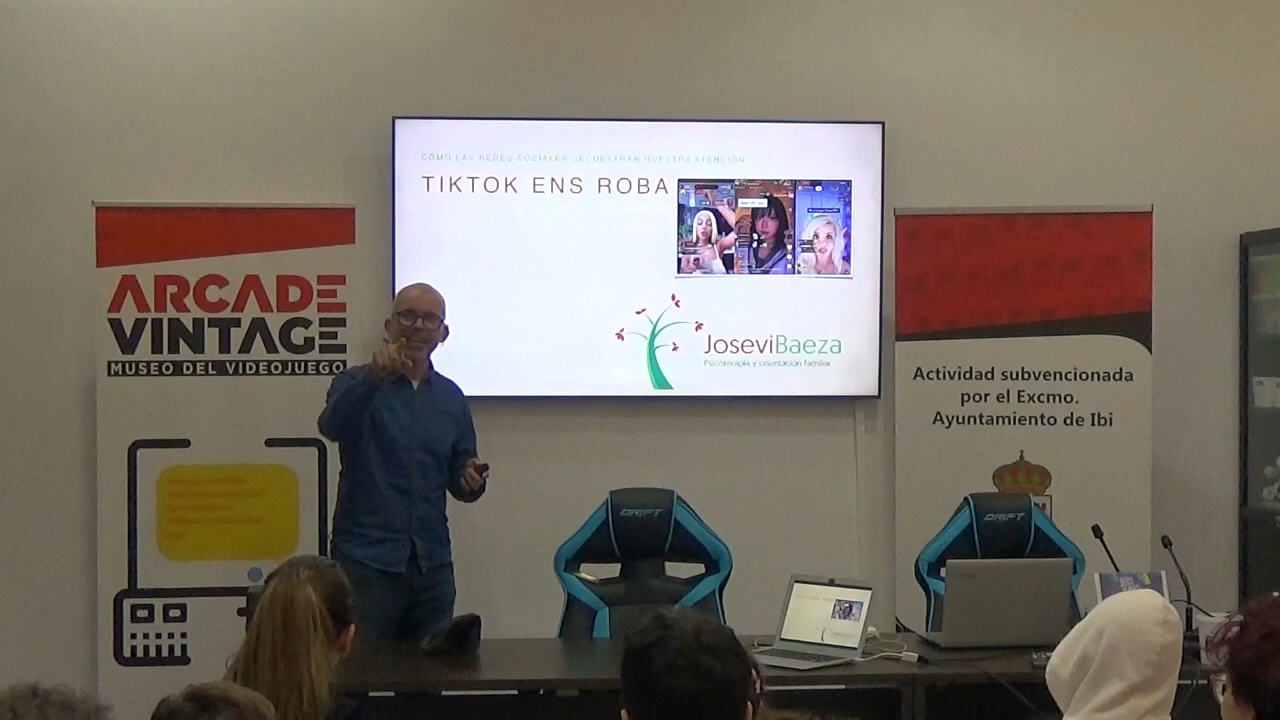 COMO LAS REDES SOCIALES SECUESTRAN NUESTRA ATENCIÓN
TIKTOK ENS ROBA
JoseviBaeza
Psicoterapia y orientación familiar
ARCADE
VINTAGE
MUSEO DEL VIDEOJUEGO
Actividad subvencionada
por el Excmo.
Ayuntamiento de Ibi
DRIFT
DRIFT